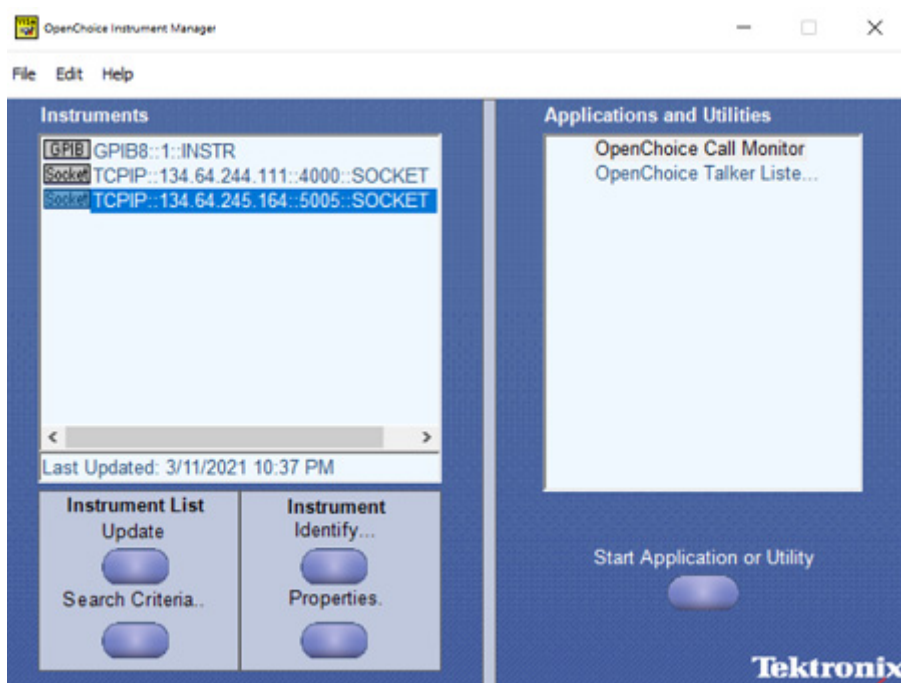 OpenChoice Instrument Manager
File Edit Help
Instruments
GPIB GPIB8::1::INSTR
Socket TCPIP::134.64.244.111::4000::SOCKET
Socket TCPIP::134.64.245.164::5005::SOCKET
Last Updated: 3/11/2021 10:37 PM
Instrument List
Update
Search Criteria..
Instrument
Identify...
Properties.
Applications and Utilities
OpenChoice Call Monitor
OpenChoice Talker Liste...
Start Application or Utility
Tektronix